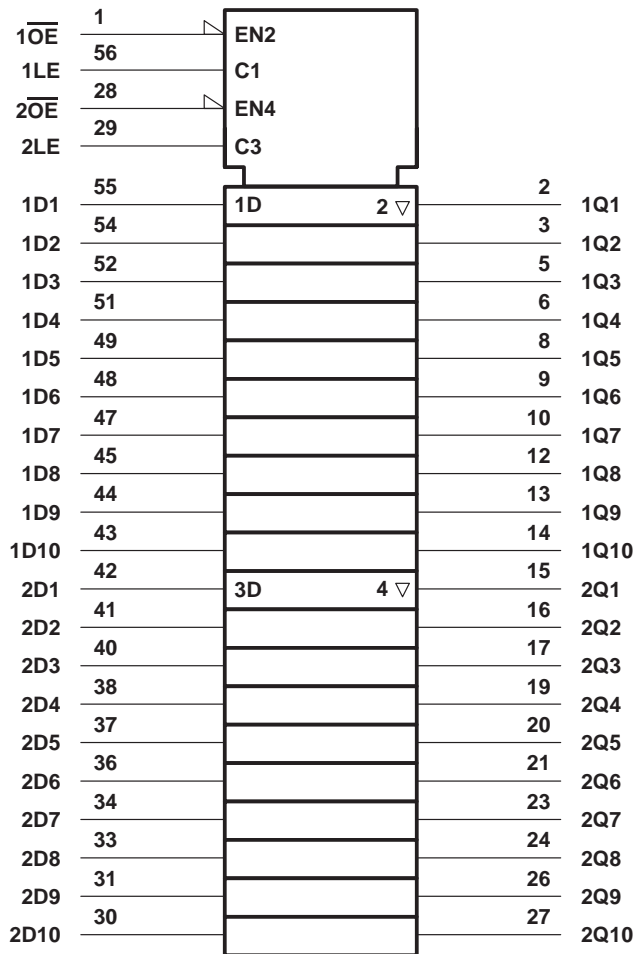 1OE 1 EN2
1LE 56 C1
2OE 28 EN4
2LE 29 C3
1D1 55 1D 2 ▽ 2 1Q1
1D2 54 3 1Q2
1D3 52 5 1Q3
1D4 51 6 1Q4
1D5 49 8 1Q5
1D6 48 9 1Q6
1D7 47 10 1Q7
1D8 45 12 1Q8
1D9 44 13 1Q9
1D10 43 14 1Q10
2D1 42 3D 4 ▽ 15 2Q1
2D2 41 16 2Q2
2D3 40 17 2Q3
2D4 38 19 2Q4
2D5 37 20 2Q5
2D6 36 21 2Q6
2D7 34 23 2Q7
2D8 33 24 2Q8
2D9 31 26 2Q9
2D10 30 27 2Q10